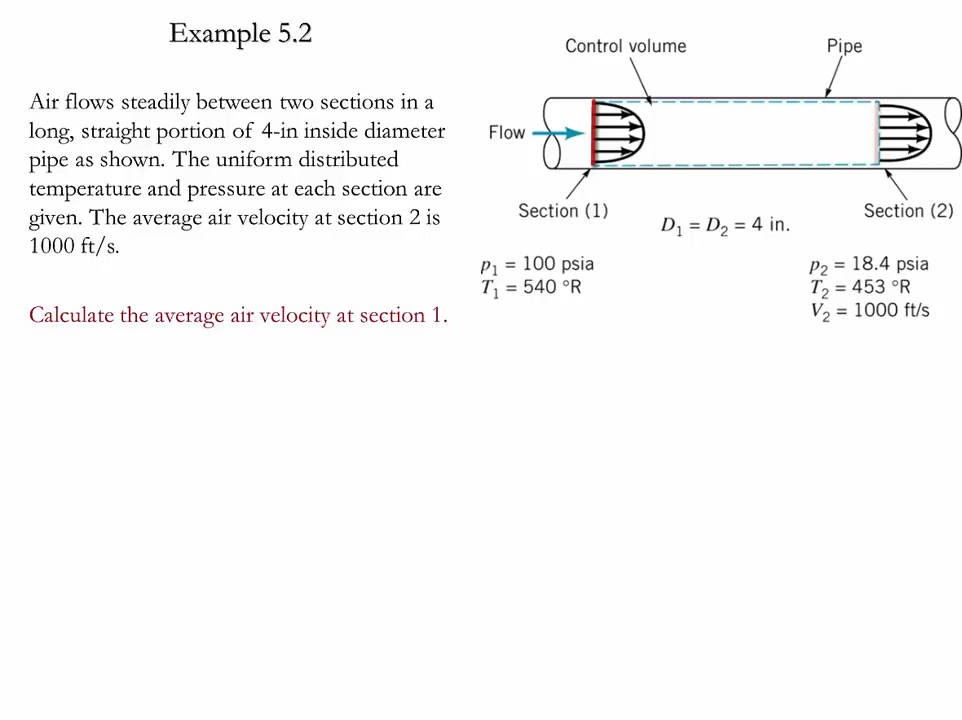 Example 5.2
Air flows steadily between two sections in a
long, straight portion of 4-in inside diameter
pipe as shown. The uniform distributed
temperature and pressure at each section are
given. The average air velocity at section 2 is
1000 ft/s.
Calculate the average air velocity at section 1.
Control volume
Pipe
Flow
Section (1)
Section (2)
D₁ = D₂ = 4 in.
p₁ = 100 psia
T₁ = 540 °R
p₂ = 18.4 psia
T₂ = 453 °R
V₂ = 1000 ft/s